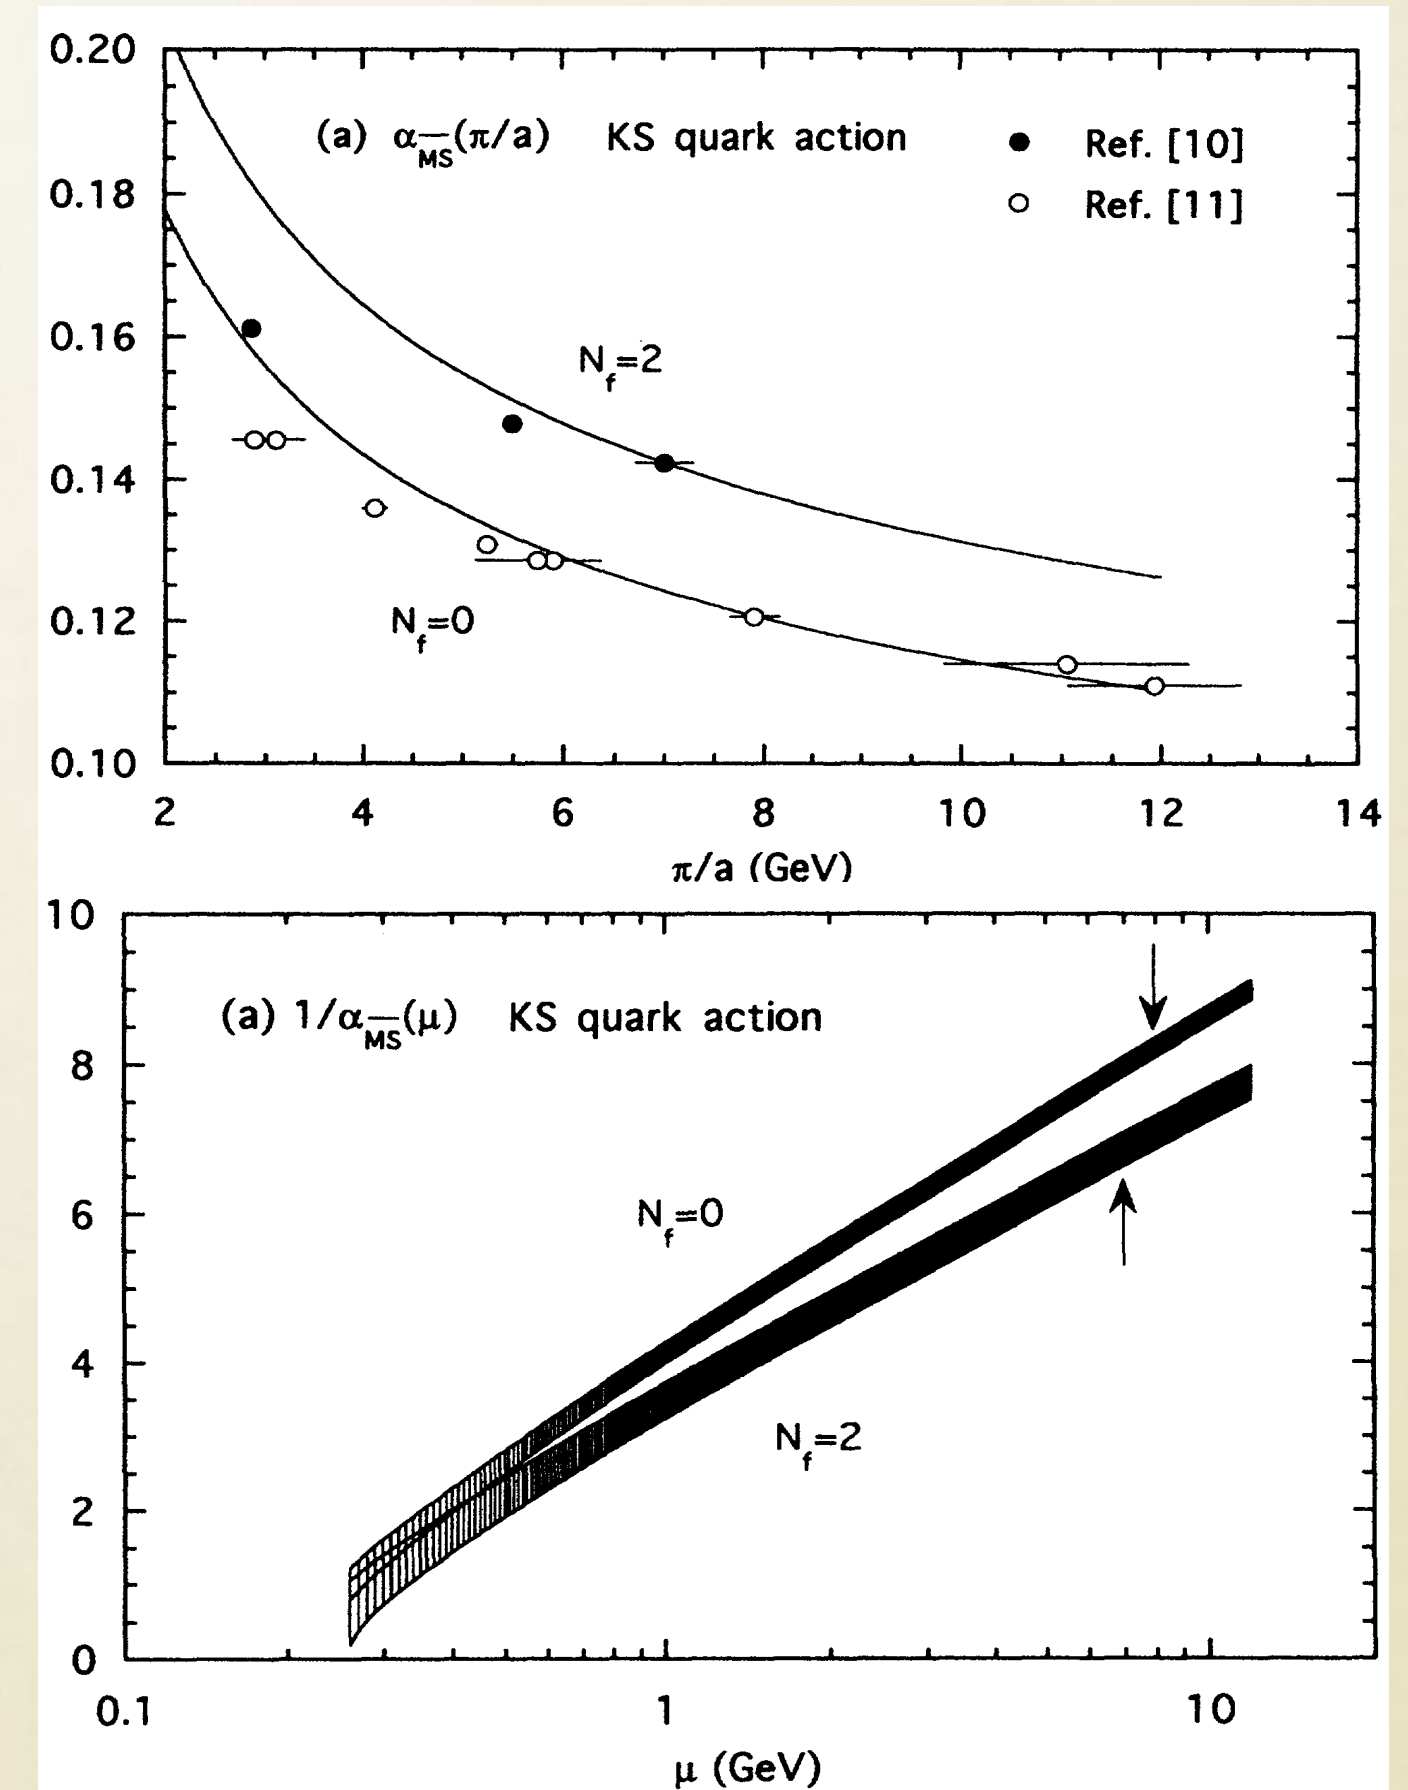 0.20
(a) α_MS̅(π/a) KS quark action
● Ref. [10]
○ Ref. [11]
0.18
0.16
N_f=2
0.14
0.12
N_f=0
0.10
2 4 6 8 10 12 14
π/a (GeV)
10
(a) 1/α_MS̅(μ) KS quark action
8
6
N_f=0
4
N_f=2
2
0
0.1 1 10
μ (GeV)